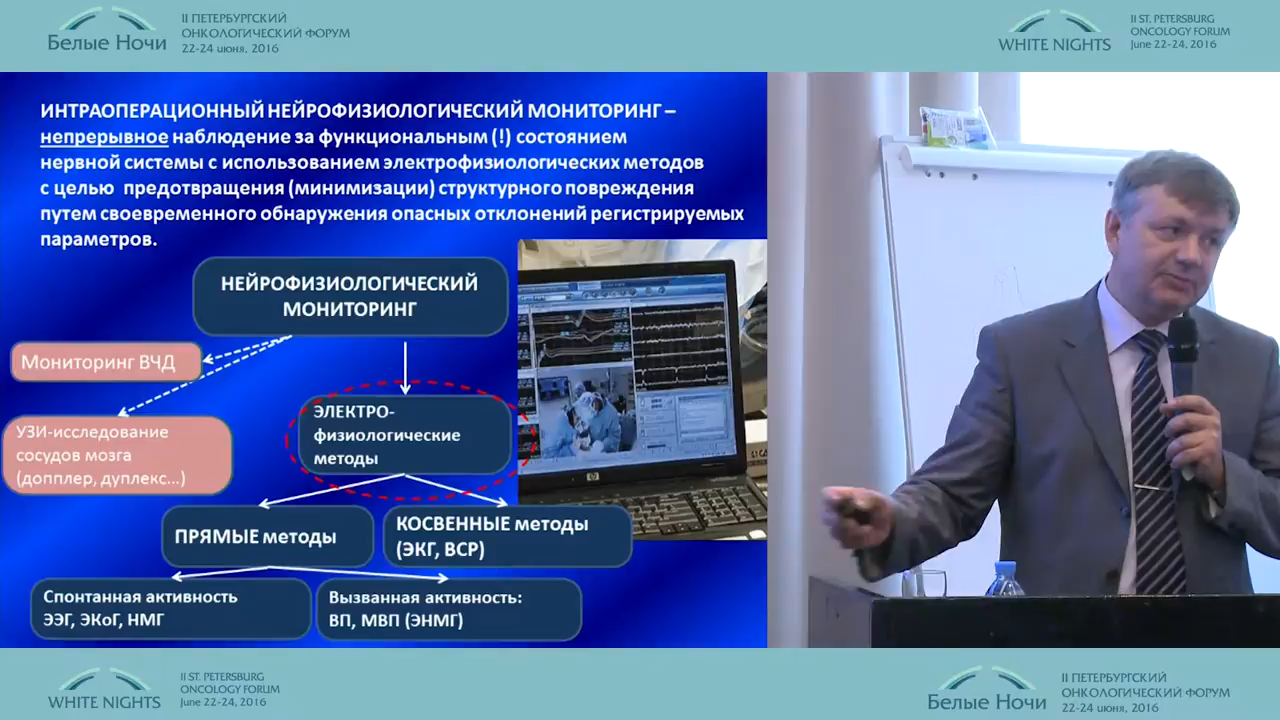 Белые Ночи
II ПЕТЕРБУРГСКИЙ
ОНКОЛОГИЧЕСКИЙ ФОРУМ
22-24 июня, 2016
WHITE NIGHTS
II ST. PETERSBURG
ONCOLOGY FORUM
June 22-24, 2016
ИНТРАОПЕРАЦИОННЫЙ НЕЙРОФИЗИОЛОГИЧЕСКИЙ МОНИТОРИНГ –
непрерывное наблюдение за функциональным (!) состоянием
нервной системы с использованием электрофизиологических методов
с целью предотвращения (минимизации) структурного повреждения
путем своевременного обнаружения опасных отклонений регистрируемых
параметров.
НЕЙРОФИЗИОЛОГИЧЕСКИЙ
МОНИТОРИНГ
Мониторинг ВЧД
УЗИ-исследование
сосудов мозга
(допплер, дуплекс...)
ЭЛЕКТРО-
физиологические
методы
ПРЯМЫЕ методы
КОСВЕННЫЕ методы
(ЭКГ, ВСР)
Спонтанная активность
ЭЭГ, ЭКоГ, НМГ
Вызванная активность:
ВП, МВП (ЭНМГ)
hp
WHITE NIGHTS
II ST. PETERSBURG
ONCOLOGY FORUM
June 22-24, 2016
Белые Ночи
II ПЕТЕРБУРГСКИЙ
ОНКОЛОГИЧЕСКИЙ ФОРУМ
22-24 июня, 2016